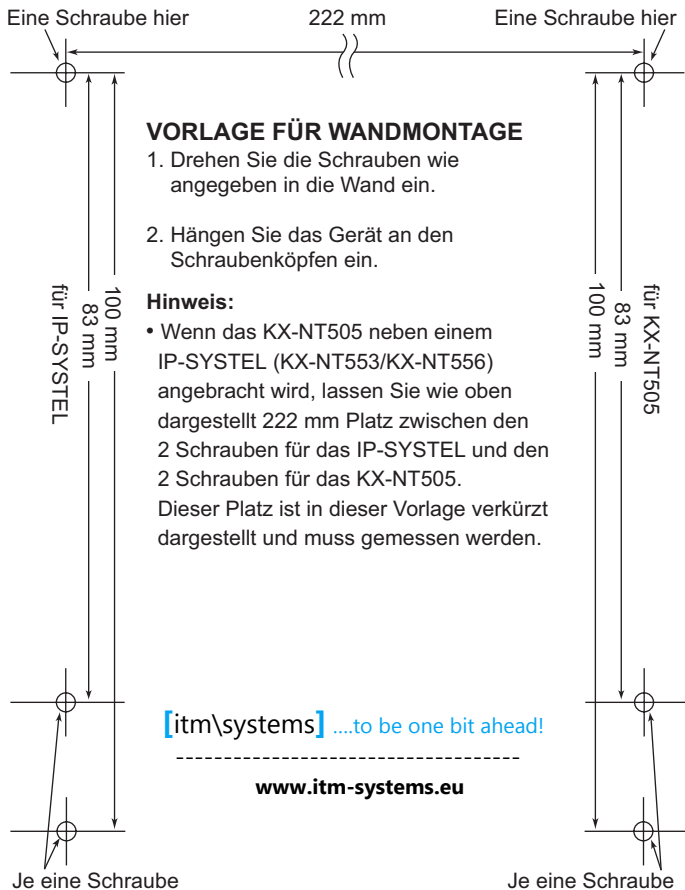 Eine Schraube hier
222 mm
Eine Schraube hier
VORLAGE FÜR WANDMONTAGE
1. Drehen Sie die Schrauben wie
angegeben in die Wand ein.
2. Hängen Sie das Gerät an den
Schraubenköpfen ein.
Hinweis:
• Wenn das KX-NT505 neben einem
IP-SYSTEL (KX-NT553/KX-NT556)
angebracht wird, lassen Sie wie oben
dargestellt 222 mm Platz zwischen den
2 Schrauben für das IP-SYSTEL und den
2 Schrauben für das KX-NT505.
Dieser Platz ist in dieser Vorlage verkürzt
dargestellt und muss gemessen werden.
100 mm
83 mm
für IP-SYSTEL
für KX-NT505
83 mm
100 mm
[itm\systems] ....to be one bit ahead!
------------------------------------
www.itm-systems.eu
Je eine Schraube
Je eine Schraube